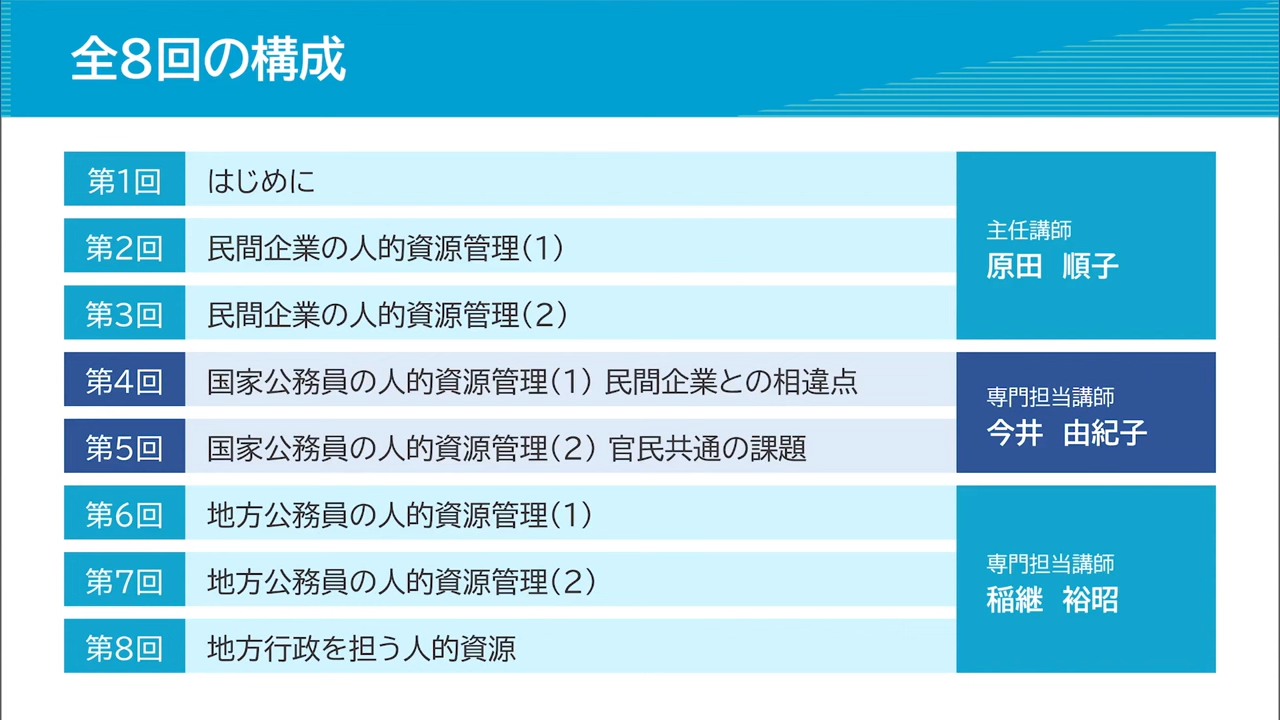 全8回の構成
第1回 はじめに
第2回 民間企業の人的資源管理(1)
第3回 民間企業の人的資源管理(2)
主任講師
原田 順子
第4回 国家公務員の人的資源管理(1) 民間企業との相違点
第5回 国家公務員の人的資源管理(2) 官民共通の課題
専門担当講師
今井 由紀子
第6回 地方公務員の人的資源管理(1)
第7回 地方公務員の人的資源管理(2)
第8回 地方行政を担う人的資源
専門担当講師
稲継 裕昭